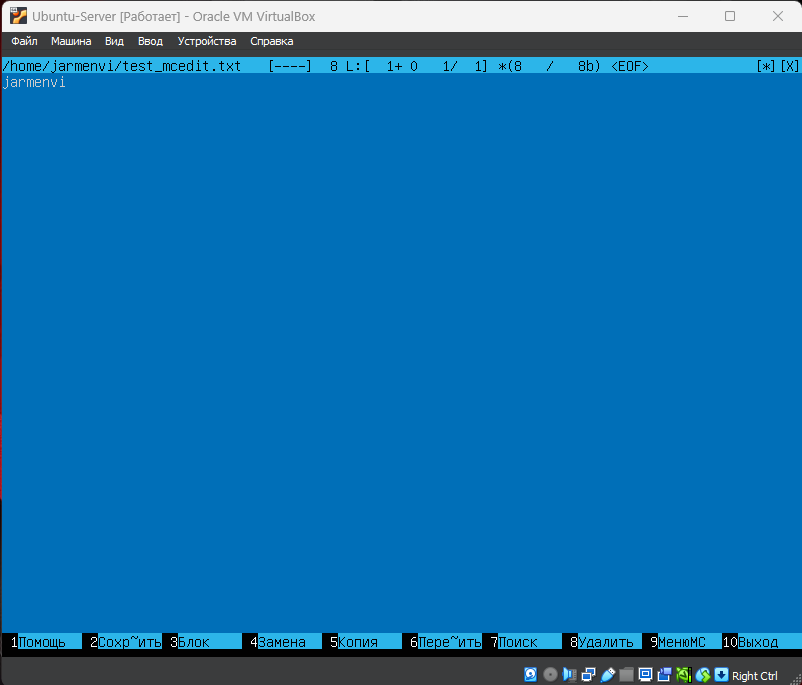 Ubuntu-Server [Работает] - Oracle VM VirtualBox
Файл Машина Вид Ввод Устройства Справка
/home/jarmenvi/test_mcedit.txt [----] 8 L:[ 1+ 0 1/ 1] *(8 / 8b) <EOF> [*][X]
jarmenvi
1Помощь 2Сохр~ить 3Блок 4Замена 5Копия 6Пере~ить 7Поиск 8Удалить 9МенюMC 10Выход
Right Ctrl